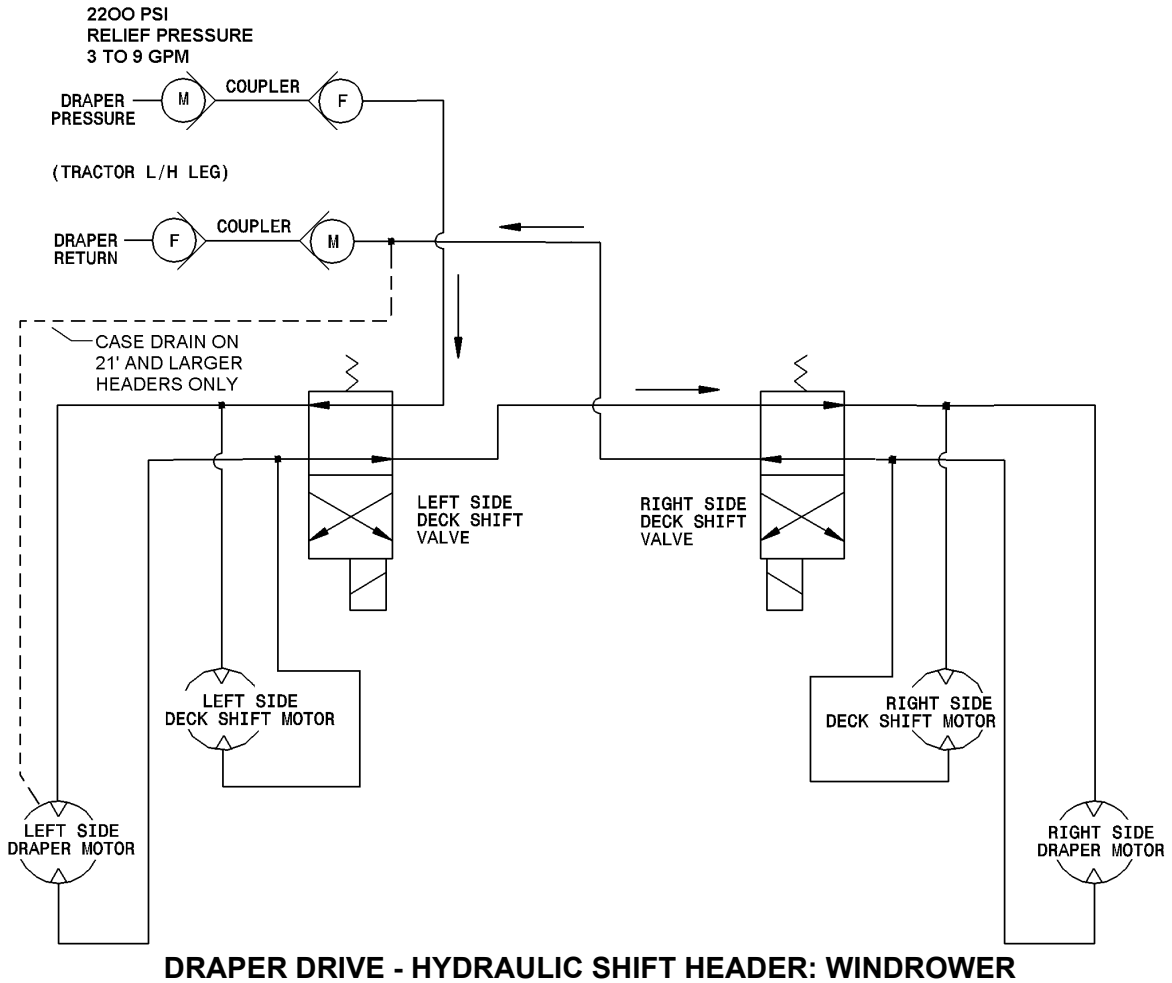 2200 PSI
RELIEF PRESSURE
3 TO 9 GPM
COUPLER
DRAPER
PRESSURE
M
F
(TRACTOR L/H LEG)
COUPLER
DRAPER
RETURN
F
M
CASE DRAIN ON
21' AND LARGER
HEADERS ONLY
LEFT SIDE
DECK SHIFT
VALVE
RIGHT SIDE
DECK SHIFT
VALVE
LEFT SIDE
DECK SHIFT MOTOR
RIGHT SIDE
DECK SHIFT MOTOR
LEFT SIDE
DRAPER MOTOR
RIGHT SIDE
DRAPER MOTOR
DRAPER DRIVE - HYDRAULIC SHIFT HEADER: WINDROWER